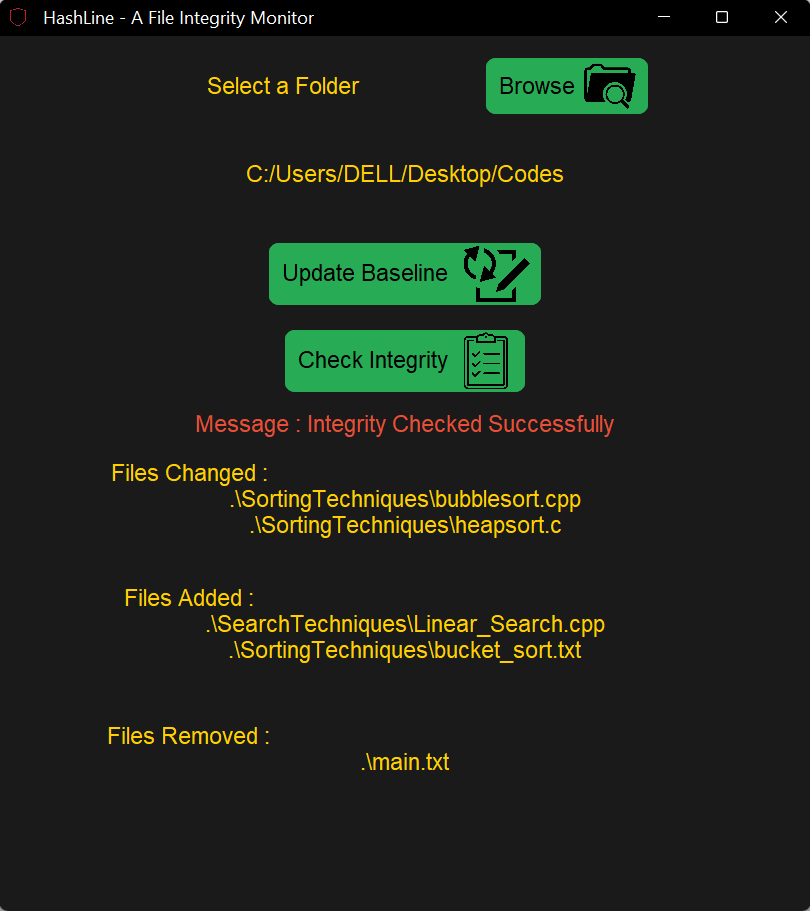 HashLine - A File Integrity Monitor
Select a Folder
Browse
C:/Users/DELL/Desktop/Codes
Update Baseline
Check Integrity
Message : Integrity Checked Successfully
Files Changed :
.\SortingTechniques\bubblesort.cpp
.\SortingTechniques\heapsort.c
Files Added :
.\SearchTechniques\Linear_Search.cpp
.\SortingTechniques\bucket_sort.txt
Files Removed :
.\main.txt